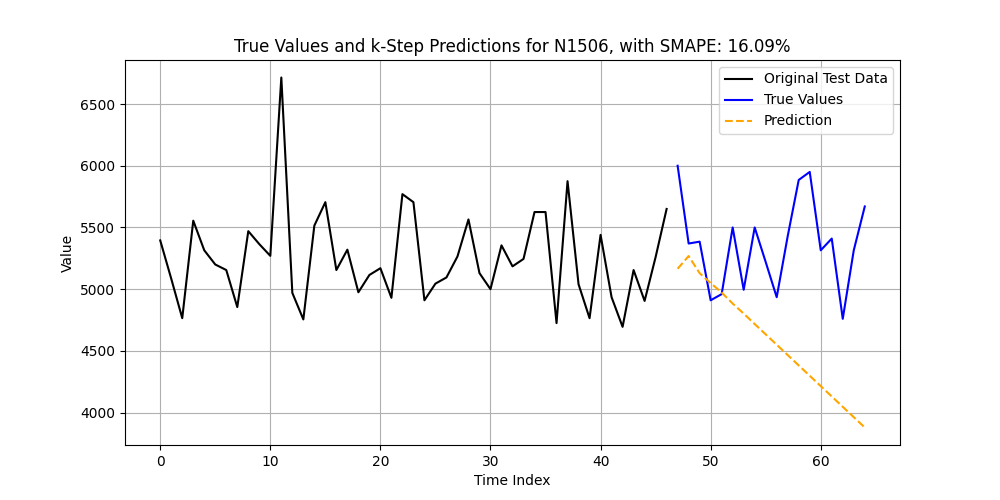 True Values and k-Step Predictions for N1506, with SMAPE: 16.09%
Original Test Data
True Values
Prediction
6500
6000
5500
5000
4500
4000
Value
0 10 20 30 40 50 60
Time Index